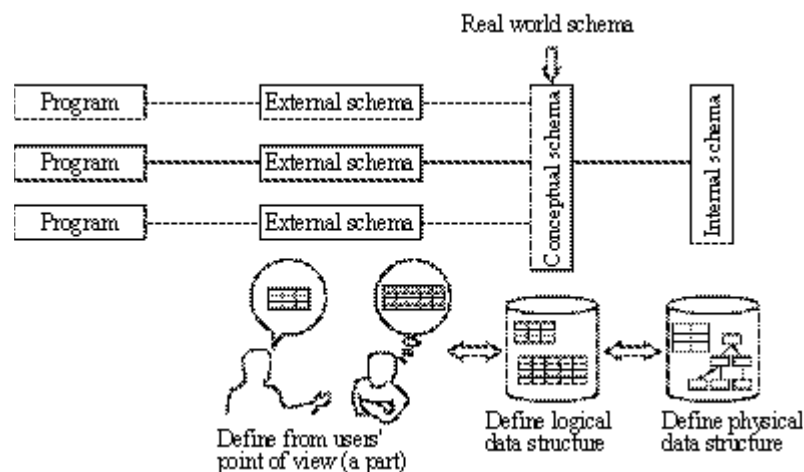 Real world schema
Program External schema
Program External schema
Program External schema
Conceptual schema
Internal schema
Define from users'
point of view (a part)
Define logical
data structure
Define physical
data structure